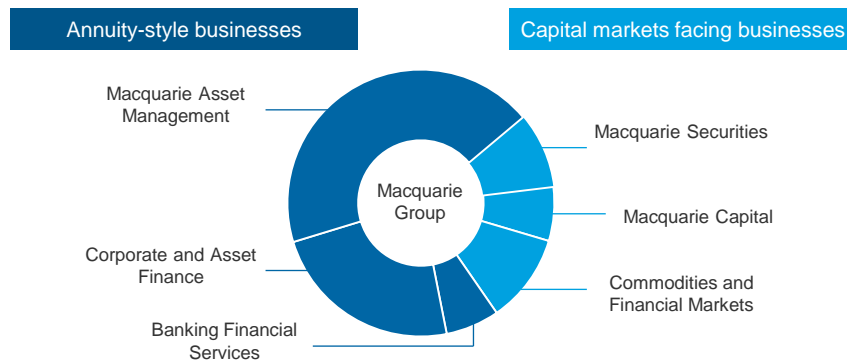 Annuity-style businesses
Capital markets facing businesses
Macquarie Asset
Management
Macquarie Securities
Macquarie
Group
Macquarie Capital
Corporate and Asset
Finance
Commodities and
Financial Markets
Banking Financial
Services